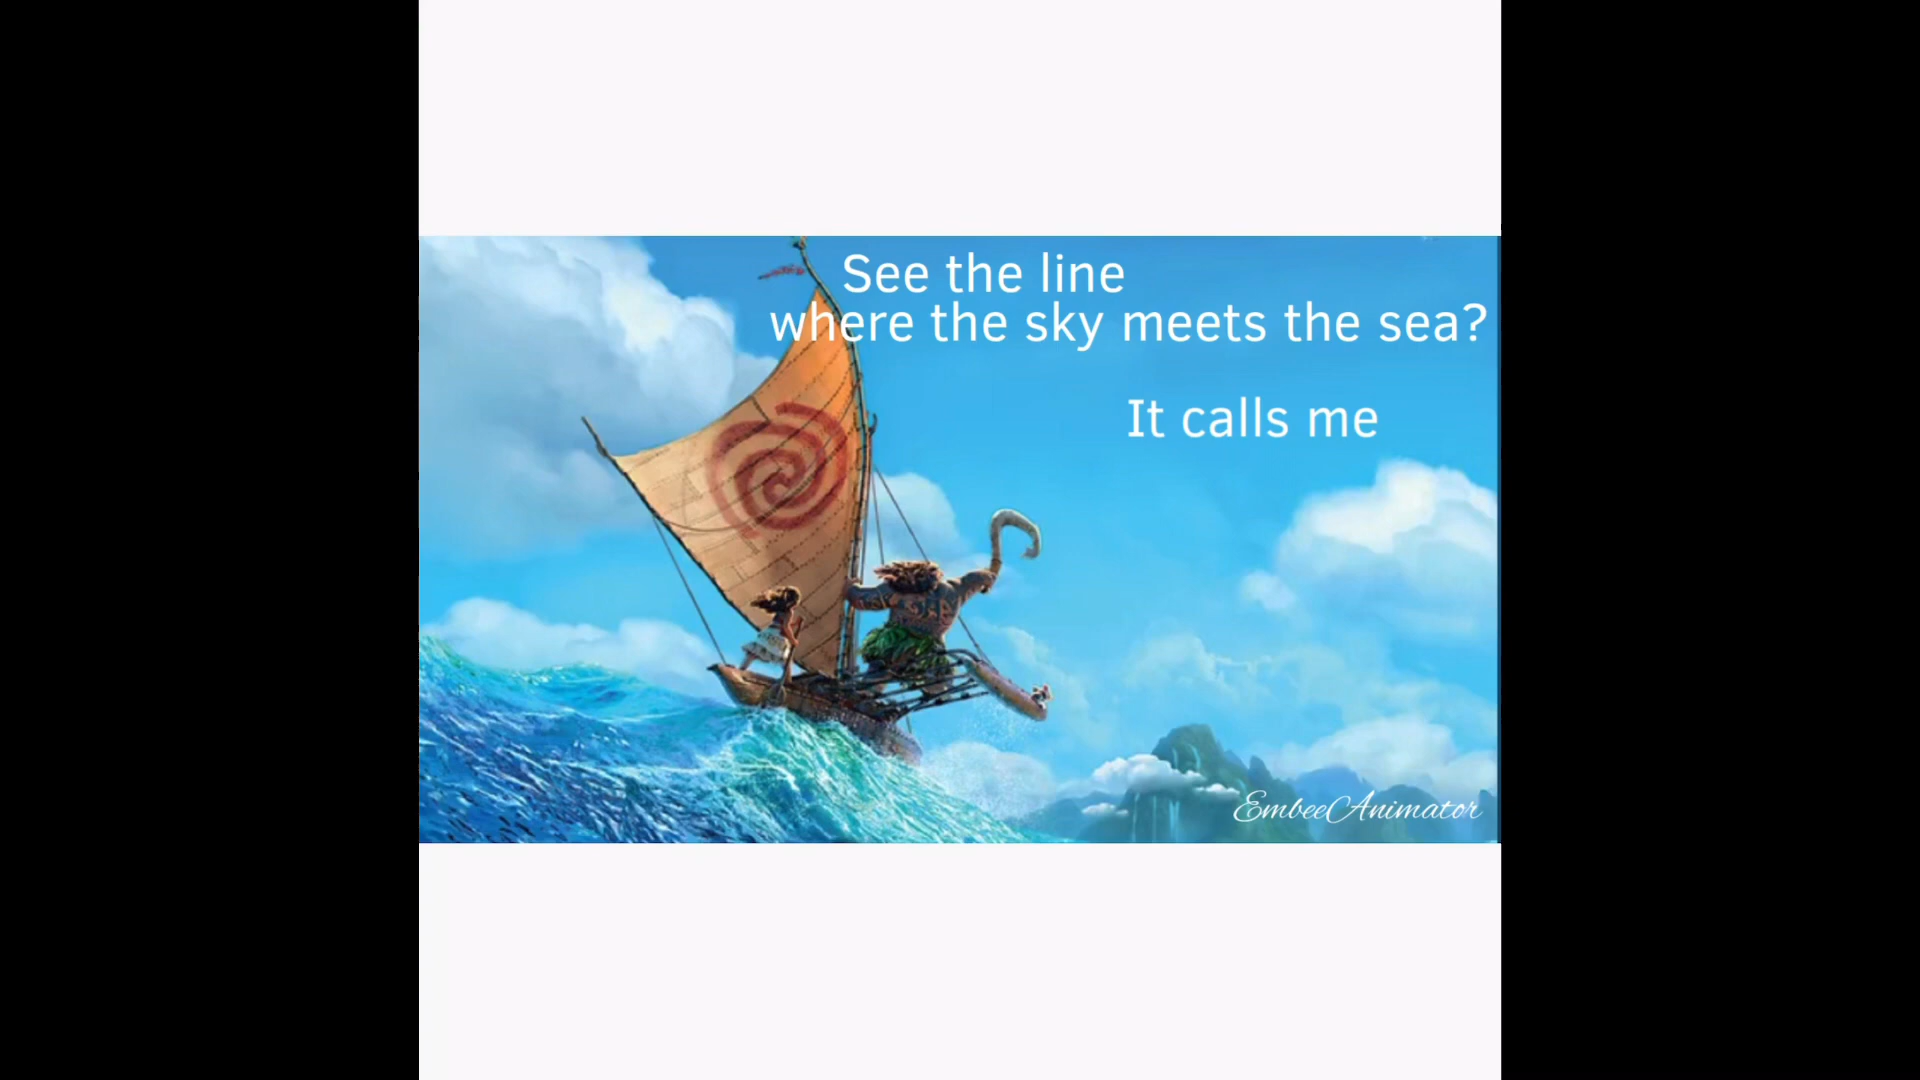 See the line
where the sky meets the sea?
It calls me
EmbeeAnimator